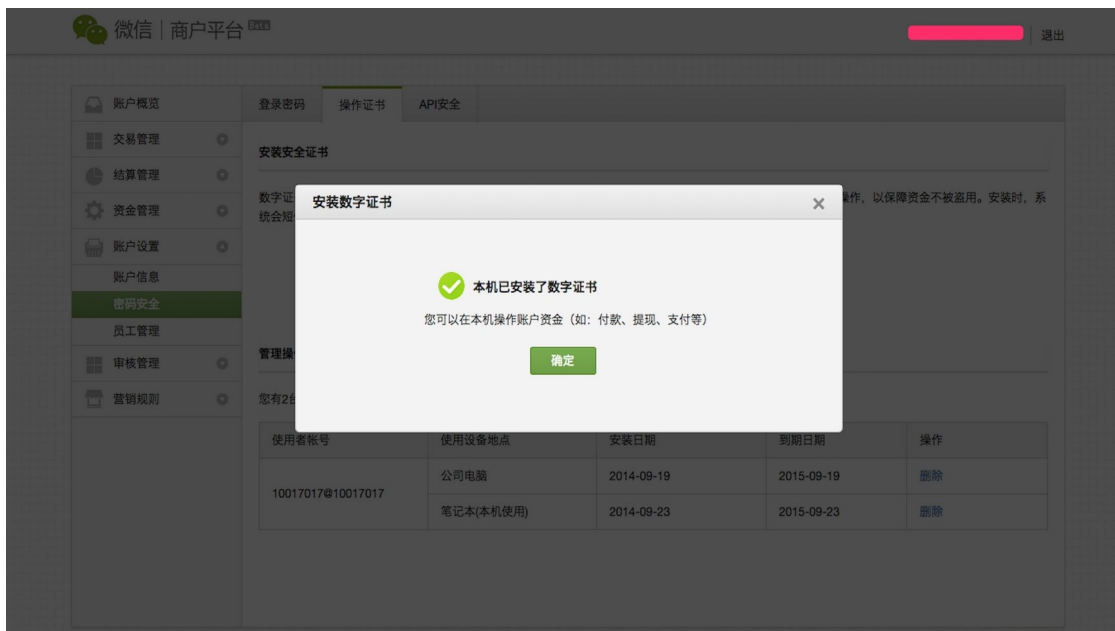 微信 | 商户平台 Beta
退出
账户概览
交易管理
结算管理
资金管理
账户设置
账户信息
密码安全
员工管理
审核管理
营销规则
登录密码 操作证书 API安全
安装安全证书
数字证
操作，以保障资金不被盗用。安装时，系
统会短
安装数字证书
本机已安装了数字证书
您可以在本机操作账户资金（如：付款、提现、支付等）
确定
管理操
您有2台
使用者帐号 使用设备地点 安装日期 到期日期 操作
10017017@10017017
公司电脑 2014-09-19 2015-09-19 删除
笔记本(本机使用) 2014-09-23 2015-09-23 删除